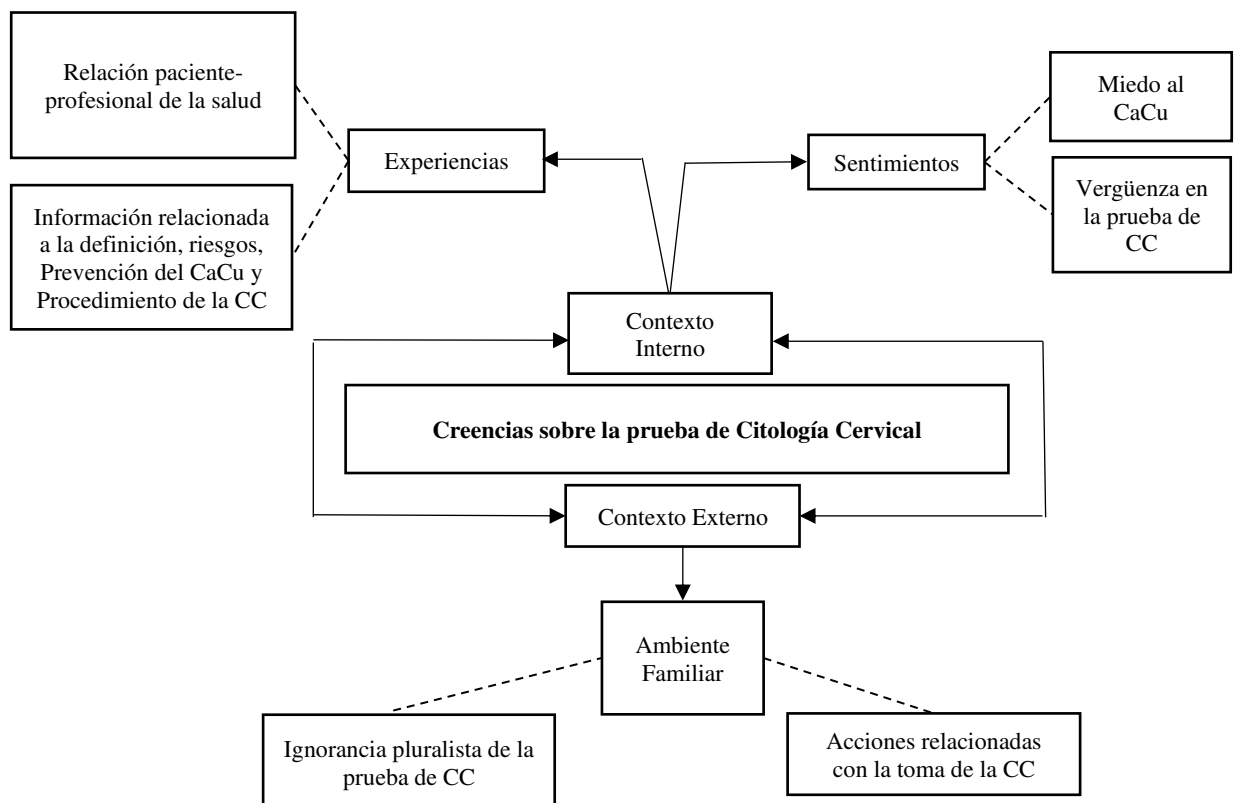 Relación paciente-
profesional de la salud
Experiencias
Información relacionada
a la definición, riesgos,
Prevención del CaCu y
Procedimiento de la CC
Sentimientos
Miedo al
CaCu
Vergüenza en
la prueba de
CC
Contexto
Interno
Creencias sobre la prueba de Citología Cervical
Contexto Externo
Ambiente
Familiar
Ignorancia pluralista de la
prueba de CC
Acciones relacionadas
con la toma de la CC